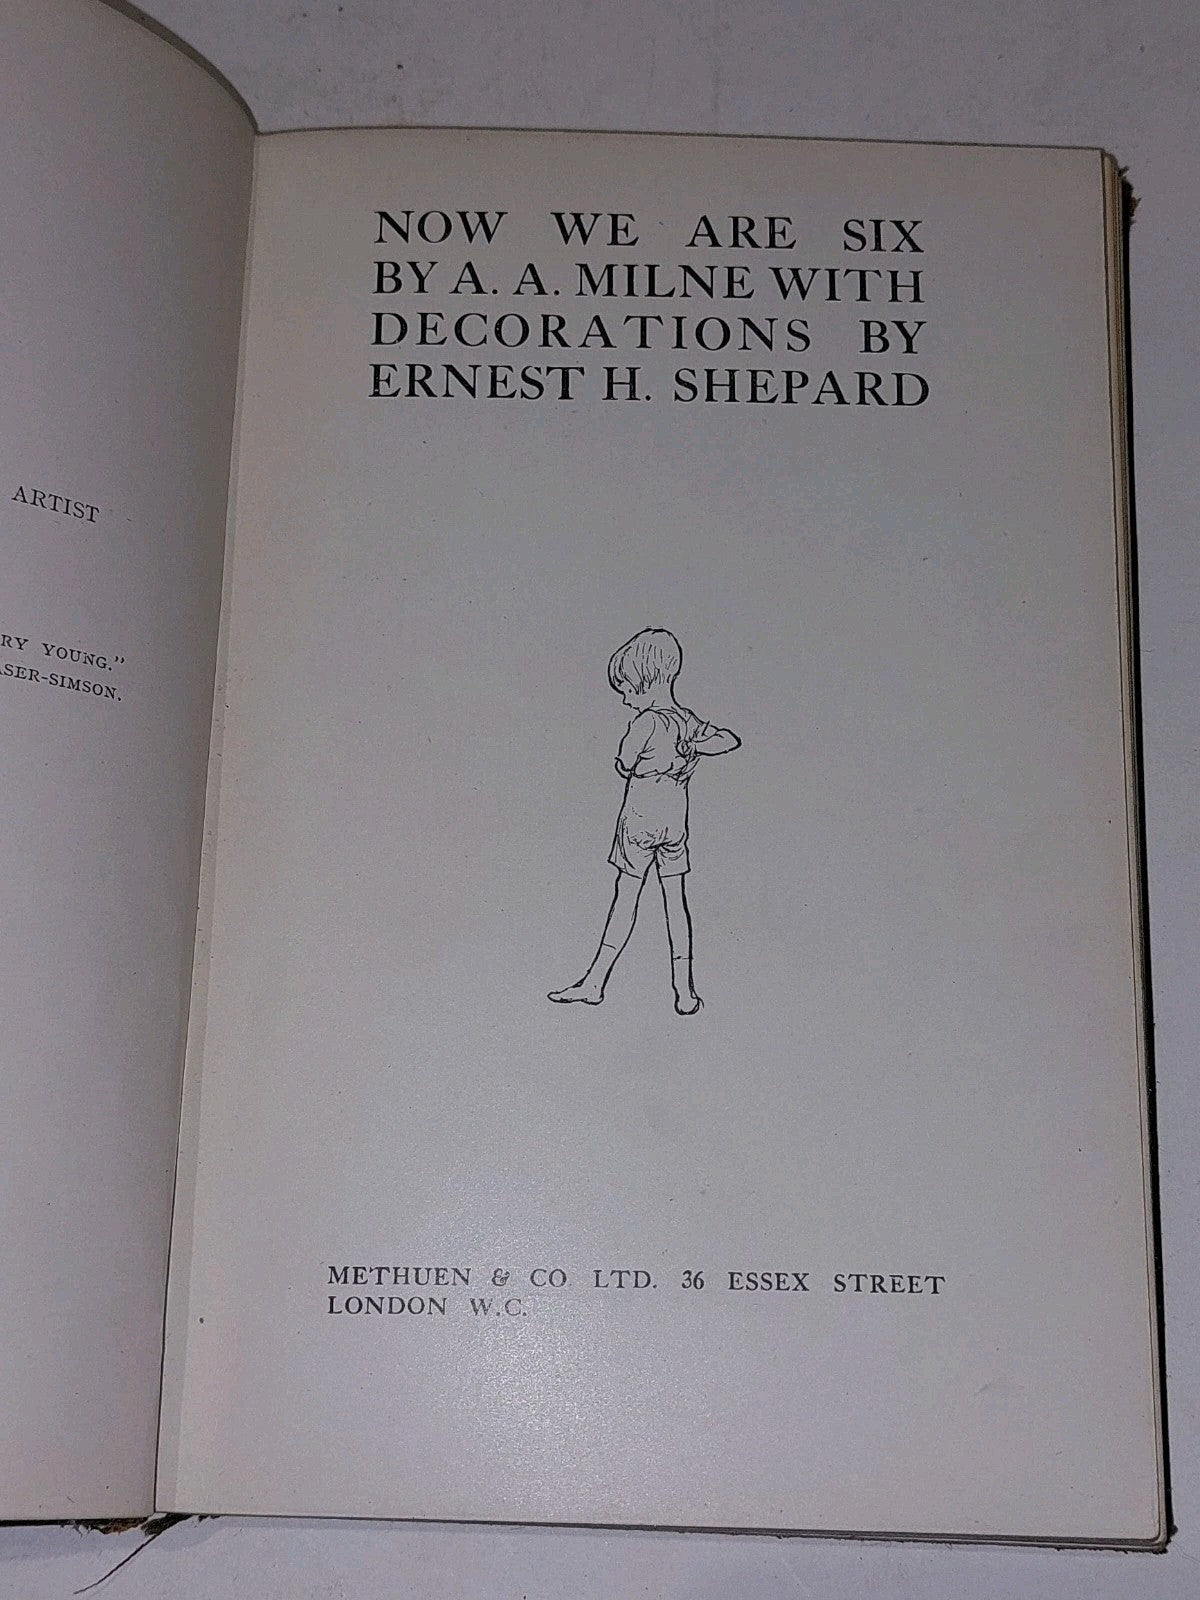 ARTIST
RY YOUNG."
ASER-SIMSON.
NOW WE ARE SIX
BY A. A. MILNE WITH
DECORATIONS BY
ERNEST H. SHEPARD
METHUEN & CO. LTD. 36 ESSEX STREET
LONDON W.C.